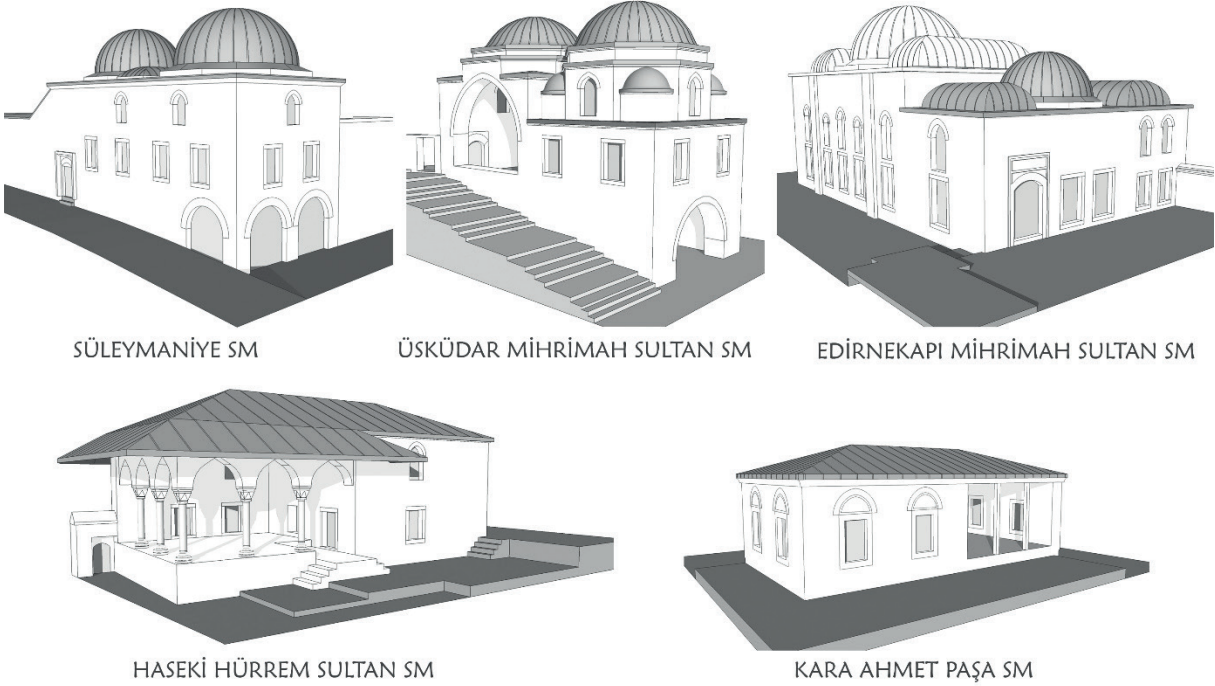 SÜLEYMANİYE SM
ÜSKÜDAR MİHRİMAH SULTAN SM
EDİRNEKAPI MİHRİMAH SULTAN SM
HASEKİ HÜRREM SULTAN SM
KARA AHMET PAŞA SM